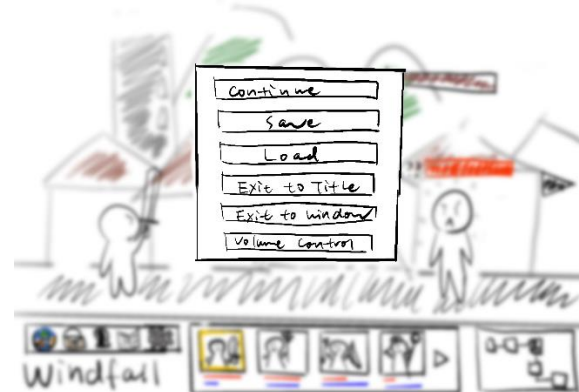 Continue
Save
Load
Exit to Title
Exit to window
Volume Control
Windfall